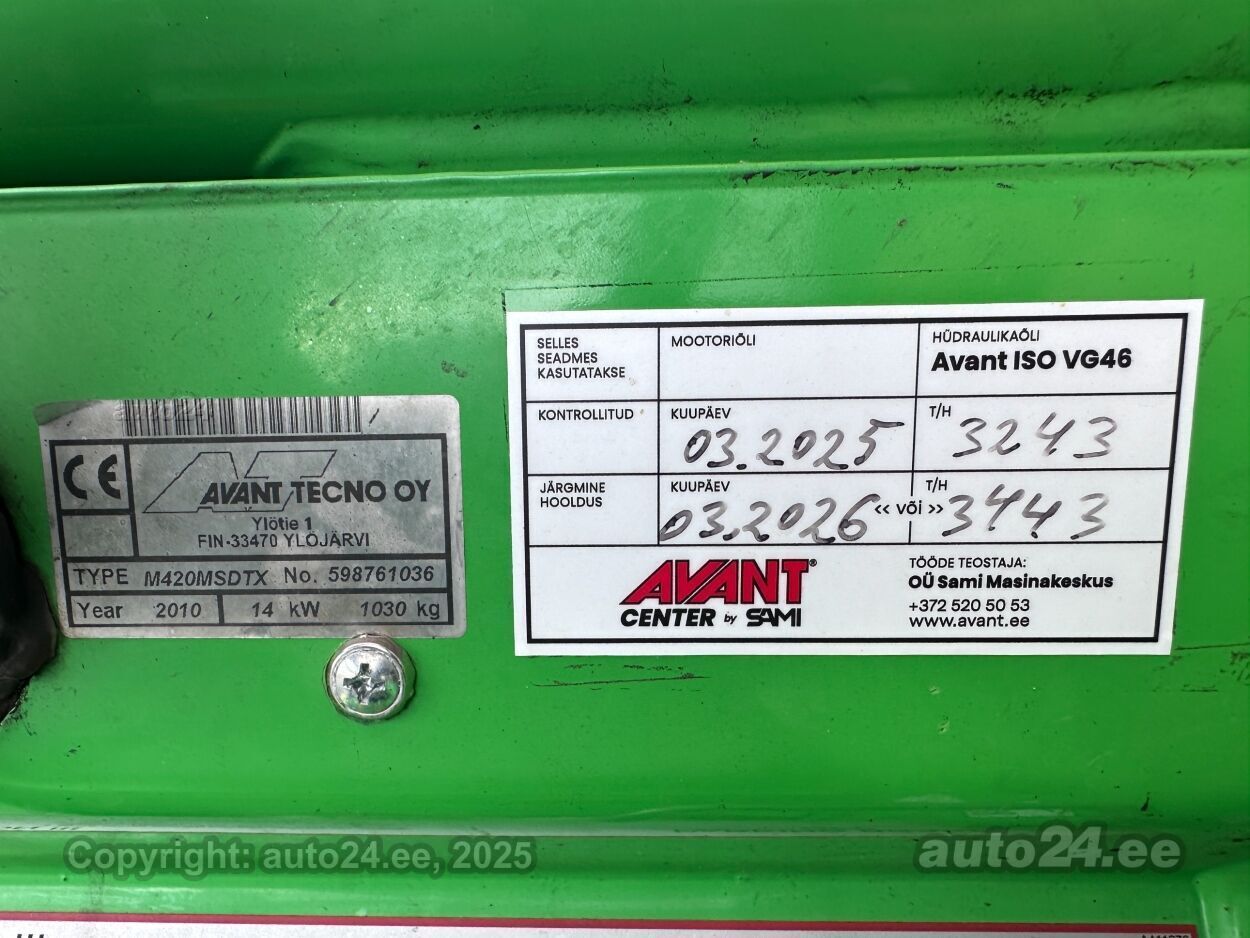 CE
AT
AVANT TECNO OY
Ylötie 1
FIN-33470 YLÖJÄRVI
TYPE M420MSDTX No. 598761036
Year 2010 14 kW 1030 kg
SELLES
SEADMES
KASUTATAKSE
MOOTORIÕLI
HÜDRAULIKAÕLI
Avant ISO VG46
KONTROLLITUD
KUUPÄEV
03.2025
T/H
3243
JÄRGMINE
HOOLDUS
KUUPÄEV
03.2026
<< või >>
T/H
3443
AVANT®
CENTER by SAMI
TÖÖDE TEOSTAJA:
OÜ Sami Masinakeskus
+372 520 50 53
www.avant.ee
Copyright: auto24.ee, 2025
auto24.ee